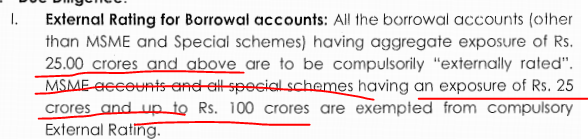 I. External Rating for Borrowal accounts: All the borrowal accounts (other
than MSME and Special schemes) having aggregate exposure of Rs.
25.00 crores and above are to be compulsorily “externally rated”.
MSME accounts and all special schemes having an exposure of Rs. 25
crores and up to Rs. 100 crores are exempted from compulsory
External Rating.